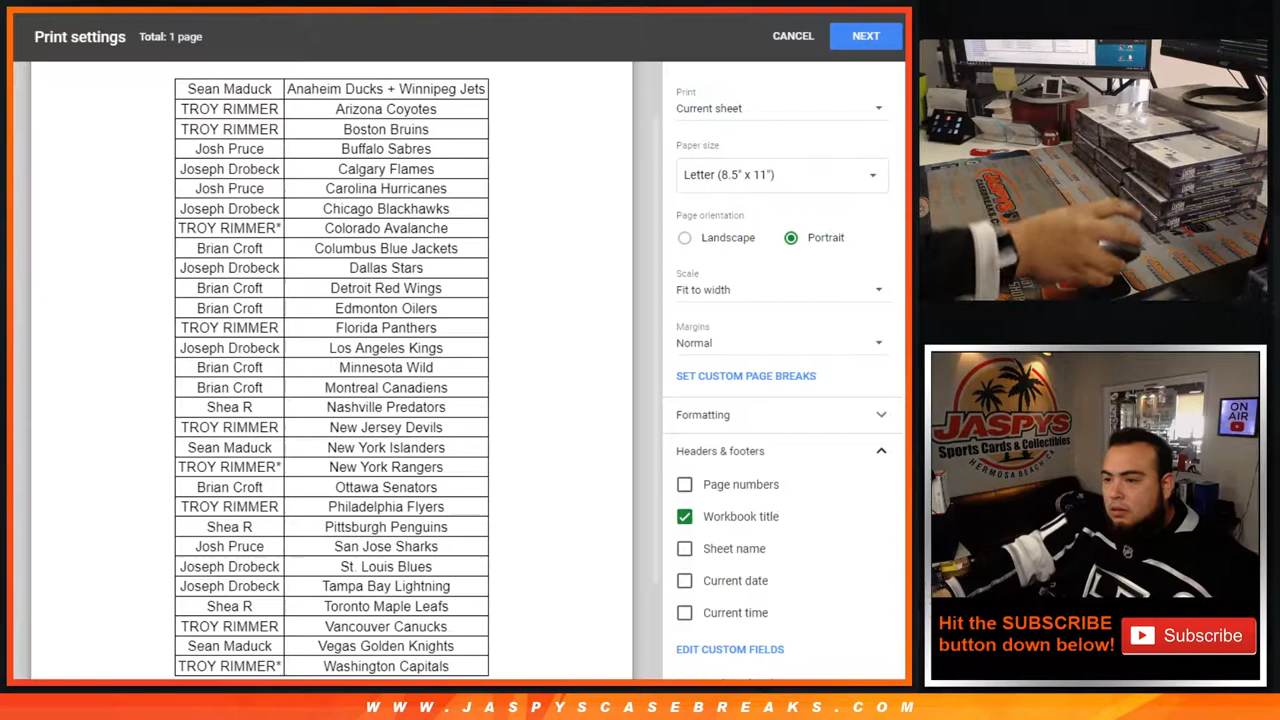 Print settings Total: 1 page CANCEL NEXT
Sean Maduck Anaheim Ducks + Winnipeg Jets
TROY RIMMER Arizona Coyotes
TROY RIMMER Boston Bruins
Josh Pruce Buffalo Sabres
Joseph Drobeck Calgary Flames
Josh Pruce Carolina Hurricanes
Joseph Drobeck Chicago Blackhawks
TROY RIMMER* Colorado Avalanche
Brian Croft Columbus Blue Jackets
Joseph Drobeck Dallas Stars
Brian Croft Detroit Red Wings
Brian Croft Edmonton Oilers
TROY RIMMER Florida Panthers
Joseph Drobeck Los Angeles Kings
Brian Croft Minnesota Wild
Brian Croft Montreal Canadiens
Shea R Nashville Predators
TROY RIMMER New Jersey Devils
Sean Maduck New York Islanders
TROY RIMMER* New York Rangers
Brian Croft Ottawa Senators
TROY RIMMER Philadelphia Flyers
Shea R Pittsburgh Penguins
Josh Pruce San Jose Sharks
Joseph Drobeck St. Louis Blues
Joseph Drobeck Tampa Bay Lightning
Shea R Toronto Maple Leafs
TROY RIMMER Vancouver Canucks
Sean Maduck Vegas Golden Knights
TROY RIMMER* Washington Capitals
Print
Current sheet
Paper size
Letter (8.5" x 11")
Page orientation
Landscape Portrait
Scale
Fit to width
Margins
Normal
SET CUSTOM PAGE BREAKS
Formatting
Headers & footers
Page numbers
Workbook title
Sheet name
Current date
Current time
EDIT CUSTOM FIELDS
JASPYS
CASEBREAKS.COM
JASPYS
Sports Cards & Collectibles
HERMOSA BEACH, CA
ON
AIR
Hit the SUBSCRIBE
button down below!
Subscribe
WWW.JASPYSCASEBREAKS.COM